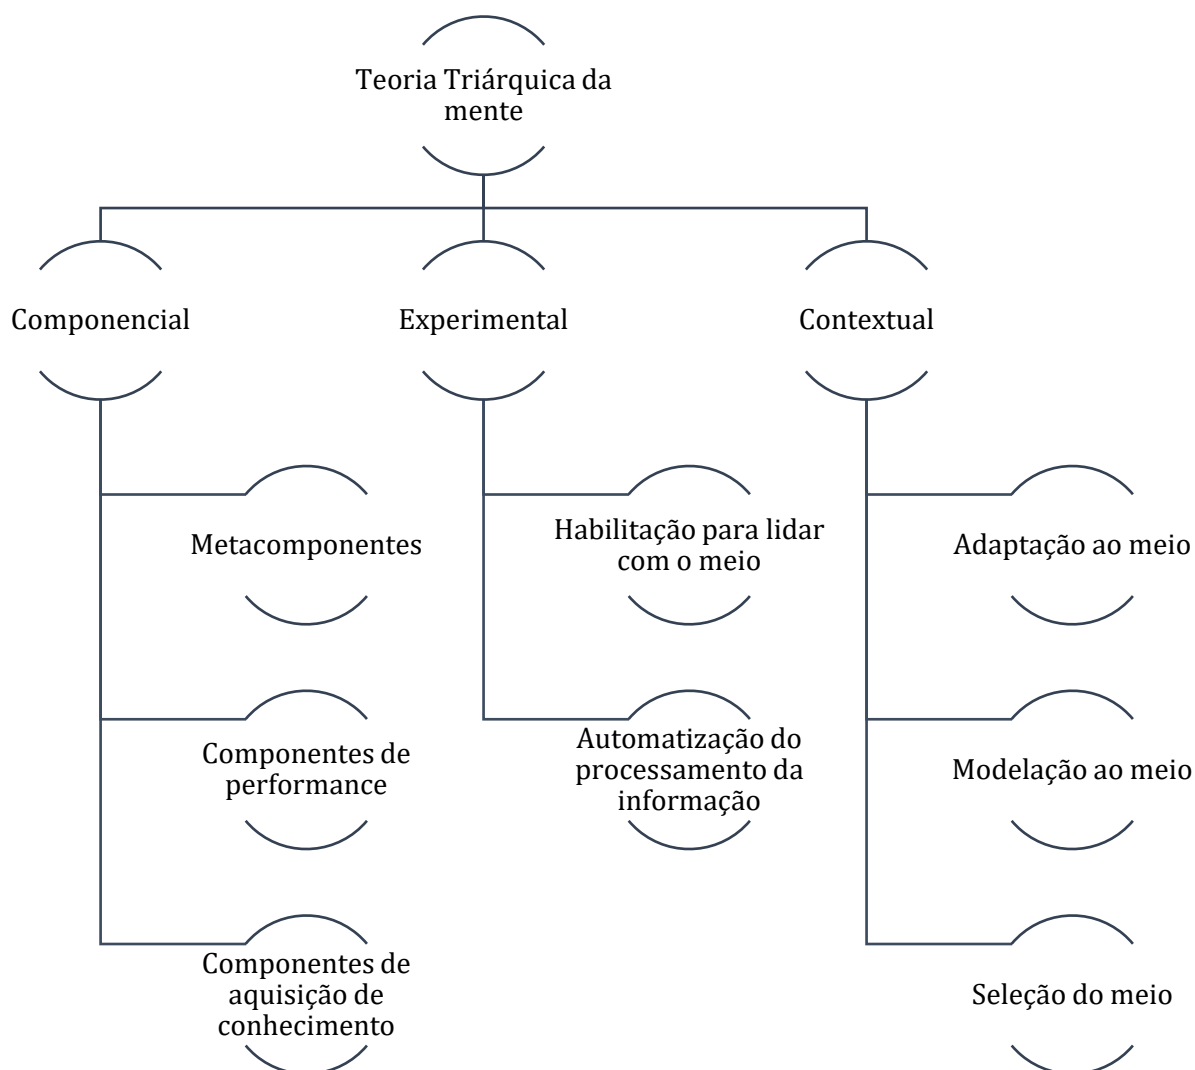 Teoria Triárquica da
mente
Componencial
Experimental
Contextual
Metacomponentes
Habilitação para lidar
com o meio
Adaptação ao meio
Componentes de
performance
Automatização do
processamento da
informação
Modelação ao meio
Componentes de
aquisição de
conhecimento
Seleção do meio